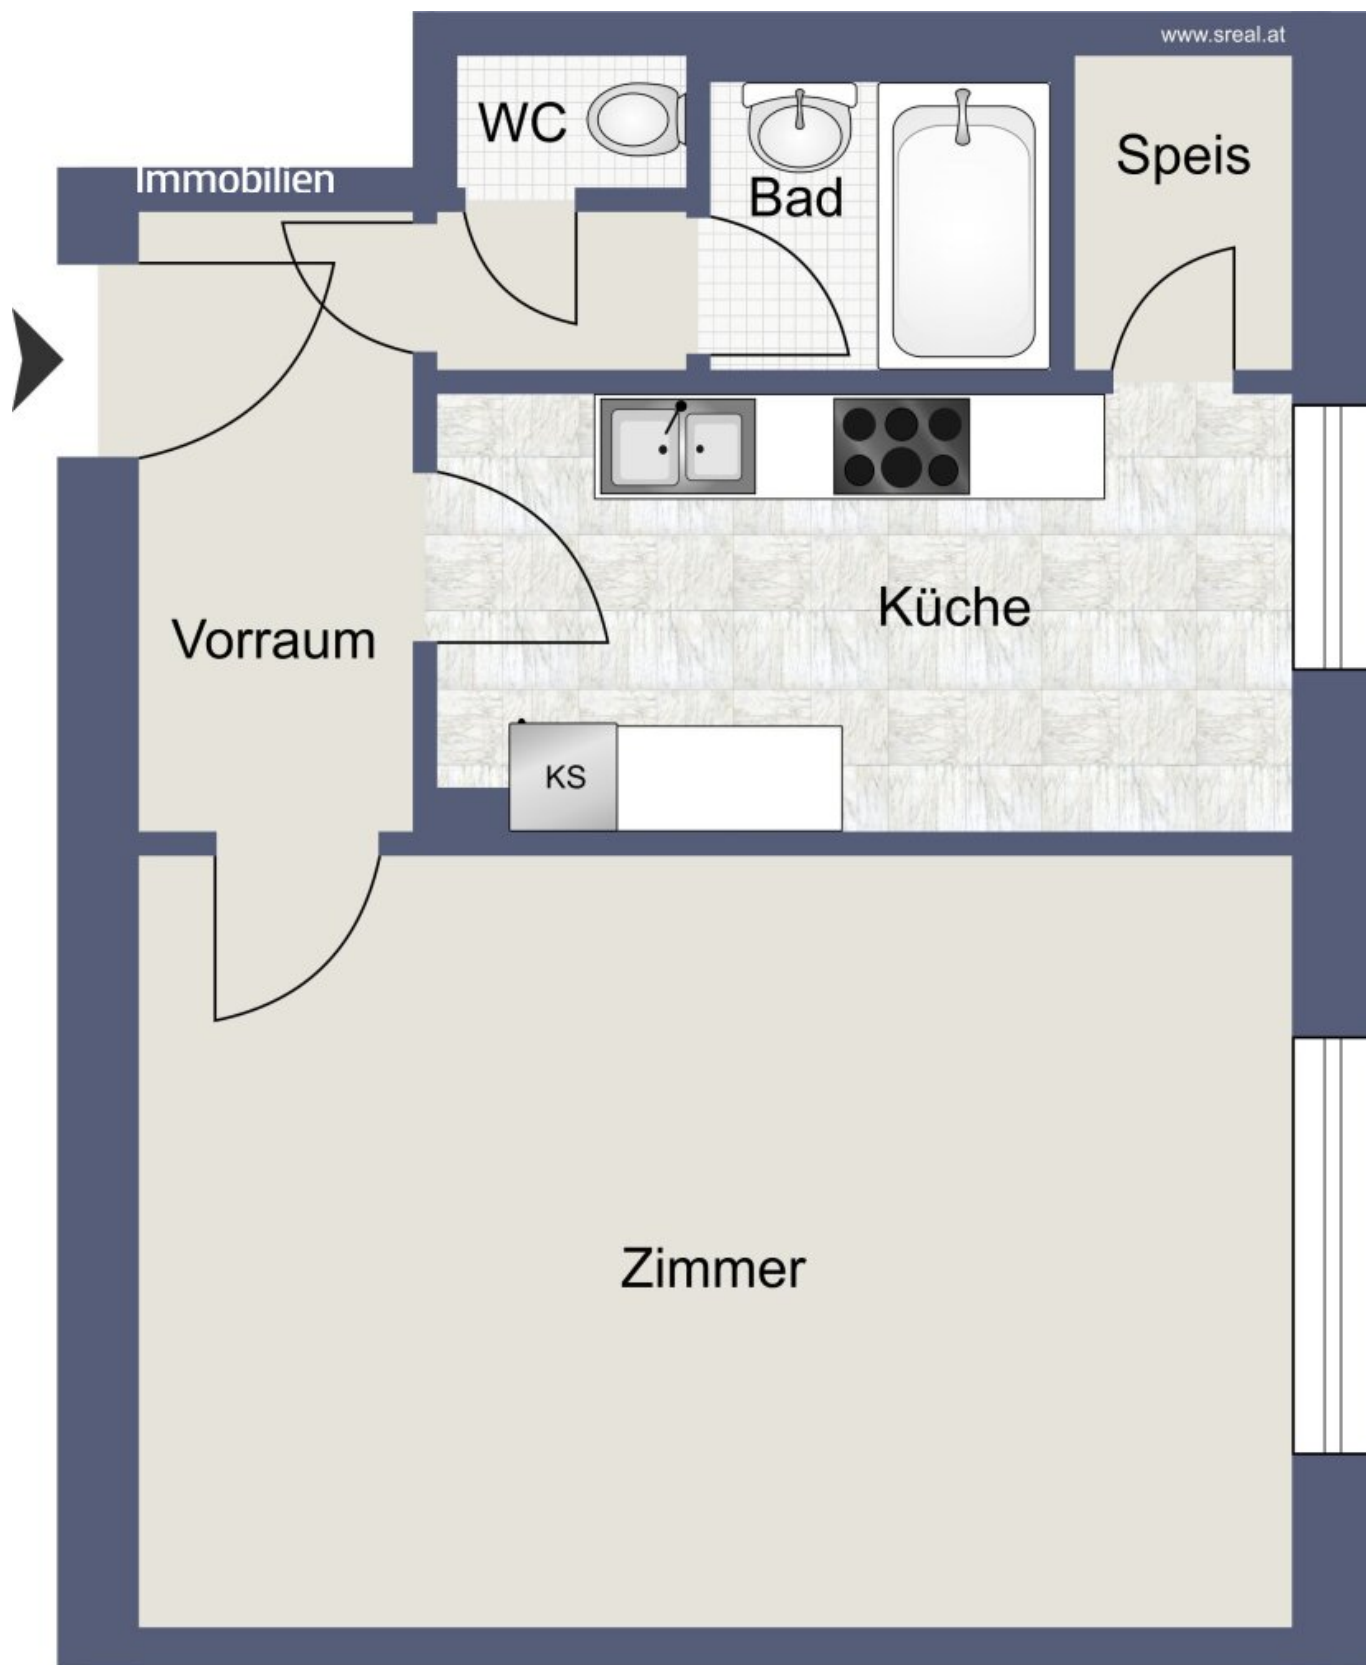 www.sreal.at
WC
Speis
Immobilien
Bad
Küche
Vorraum
KS
Zimmer